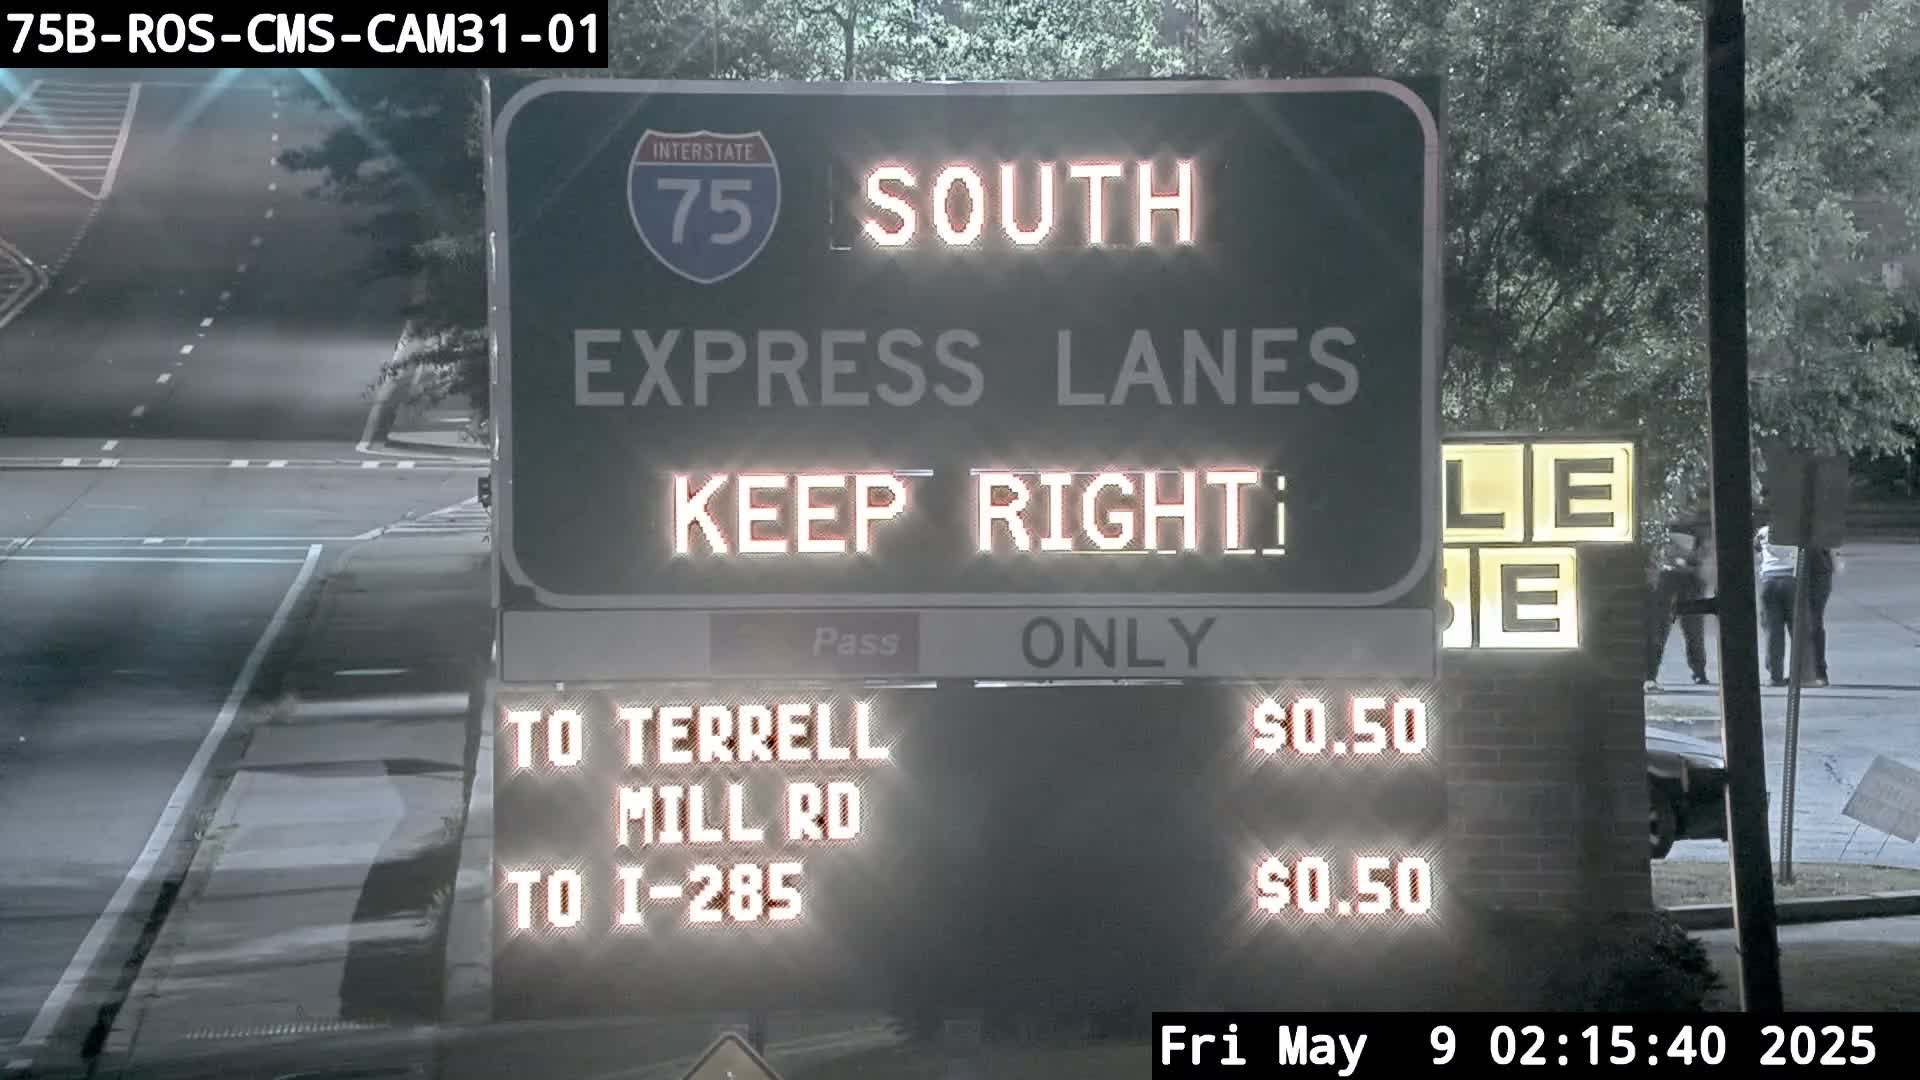 75B-ROS-CMS-CAM31-01
INTERSTATE
75
SOUTH
EXPRESS LANES
KEEP RIGHT
Pass ONLY
TO TERRELL $0.50
MILL RD
TO I-285 $0.50
LE
E
Fri May 9 02:15:40 2025